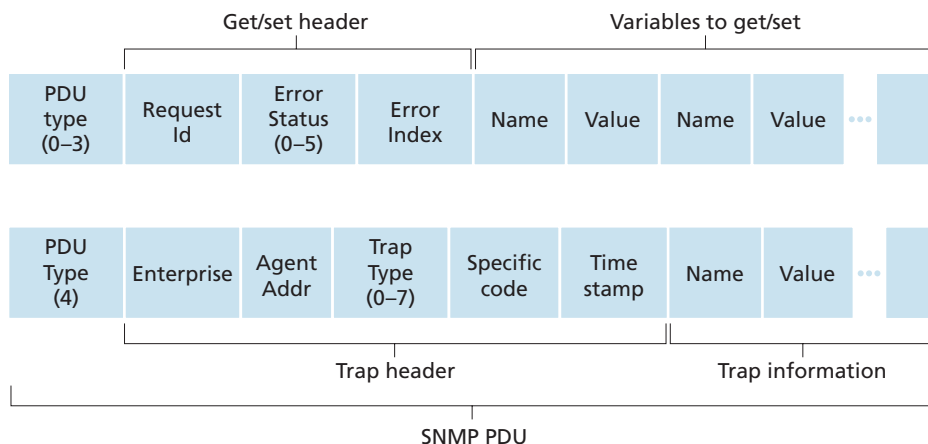 Get/set header
Variables to get/set
PDU
type
(0–3)
Request
Id
Error
Status
(0–5)
Error
Index
Name
Value
Name
Value
PDU
Type
(4)
Enterprise
Agent
Addr
Trap
Type
(0–7)
Specific
code
Time
stamp
Name
Value
Trap header
Trap information
SNMP PDU